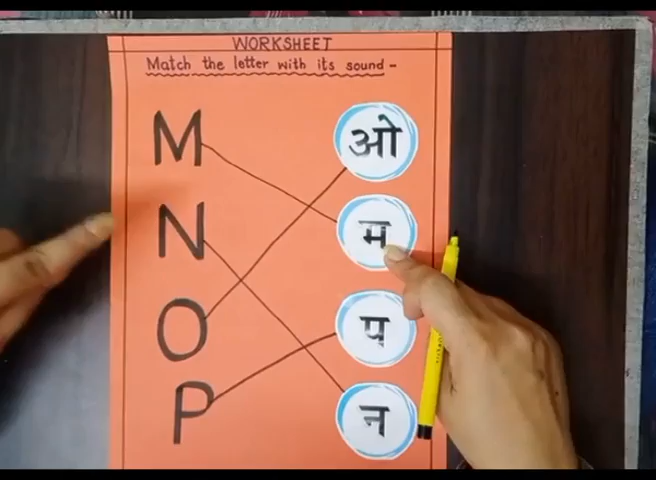 WORKSHEET
Match the letter with its sound -
M ओ
N म
O प
P न